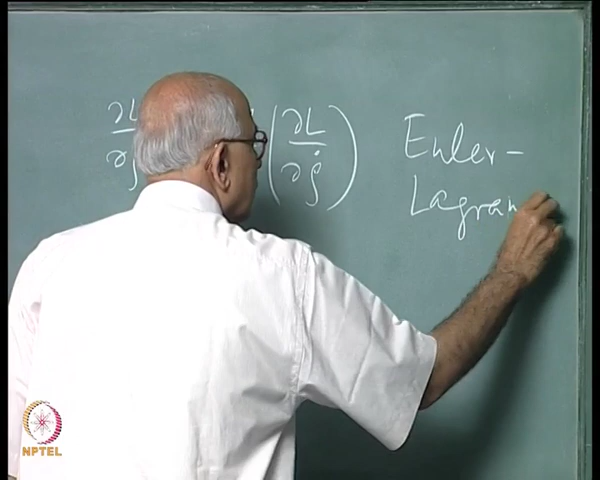 ∂L/∂ρ (∂L/∂ρ̇) Euler-
Lagran
NPTEL